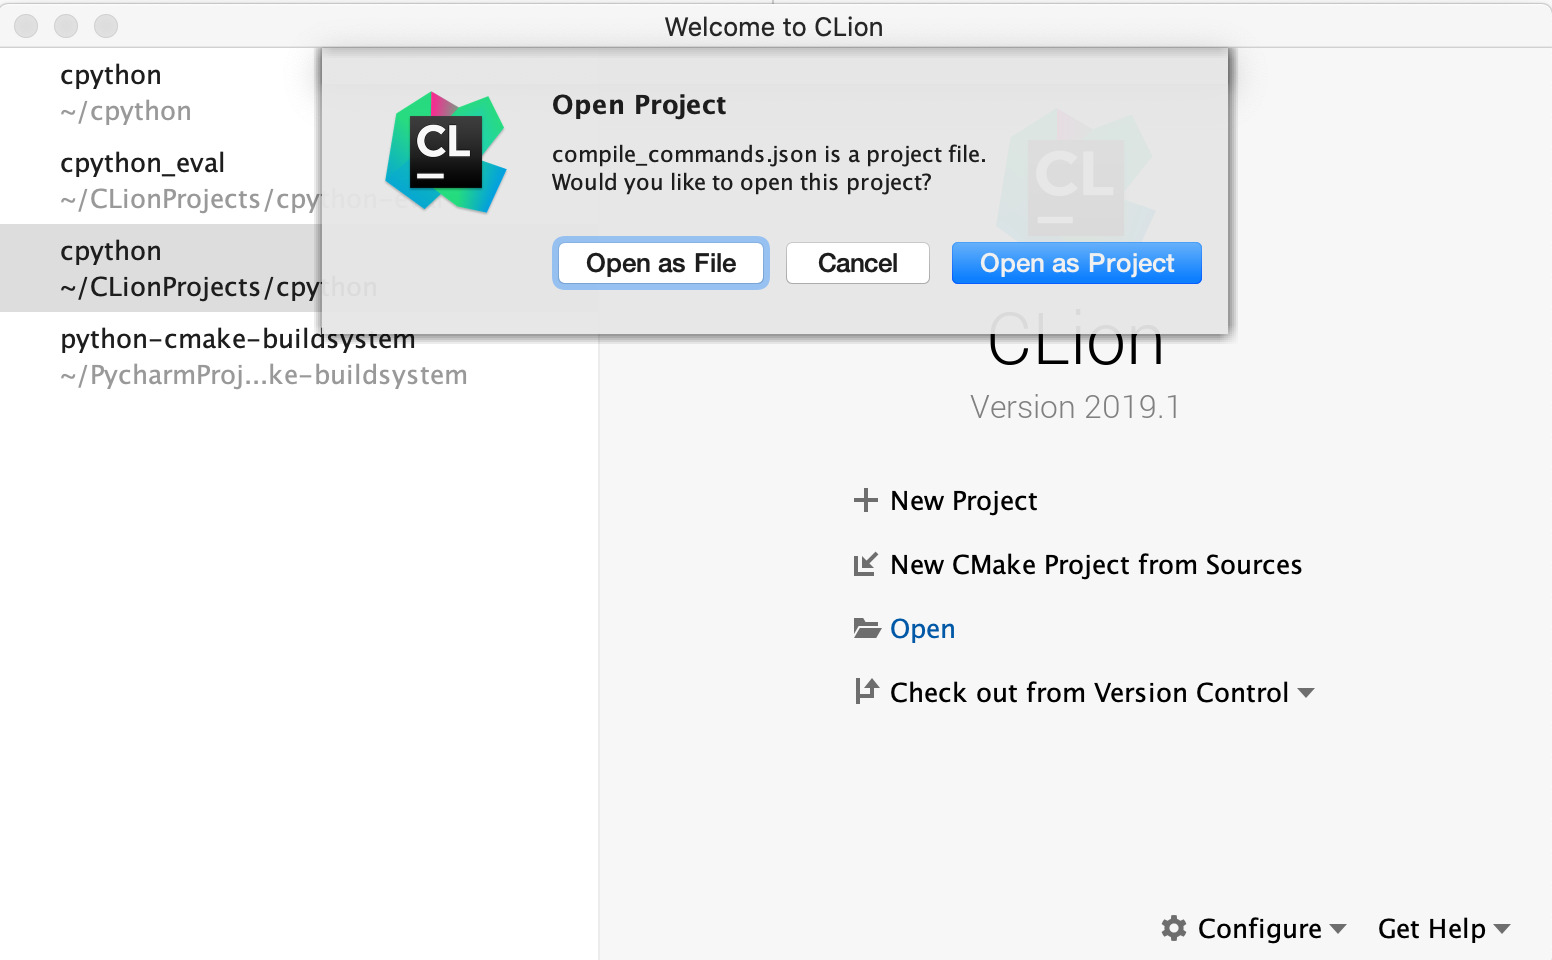 Welcome to CLion
cpython
~/cpython
cpython_eval
~/CLionProjects/cpython-e
cpython
~/CLionProjects/cpython
python-cmake-buildsystem
~/PycharmProj...ke-buildsystem
CL
Open Project
compile_commands.json is a project file.
Would you like to open this project?
Open as File
Cancel
Open as Project
CL
CLion
Version 2019.1
New Project
New CMake Project from Sources
Open
Check out from Version Control
Configure
Get Help